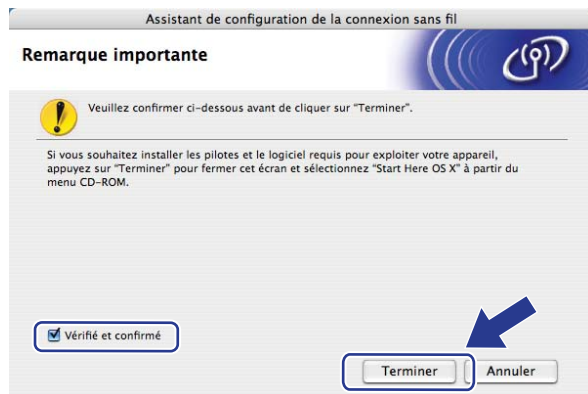 Assistant de configuration de la connexion sans fil
Remarque importante
Veuillez confirmer ci-dessous avant de cliquer sur "Terminer".
Si vous souhaitez installer les pilotes et le logiciel requis pour exploiter votre appareil,
appuyez sur "Terminer" pour fermer cet écran et sélectionnez "Start Here OS X" à partir du
menu CD-ROM.
Vérifié et confirmé
Terminer
Annuler